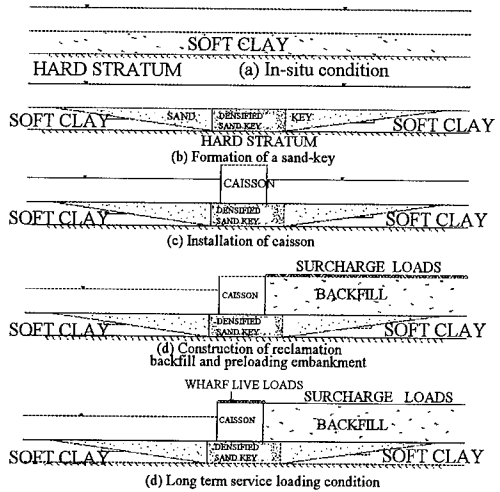 SOFT CLAY
HARD STRATUM (a) In-situ condition
SOFT CLAY SAND DENSIFIED SAND KEY KEY SOFT CLAY
HARD STRATUM
(b) Formation of a sand-key
CAISSON
SOFT CLAY DENSIFIED SAND KEY SOFT CLAY
(c) Installation of caisson
SURCHARGE LOADS
CAISSON BACKFILL
SOFT CLAY DENSIFIED SAND KEY SOFT CLAY
(d) Construction of reclamation
backfill and preloading embankment
WHARF LIVE LOADS
SURCHARGE LOADS
CAISSON BACKFILL
SOFT CLAY DENSIFIED SAND KEY SOFT CLAY
(d) Long term service loading condition